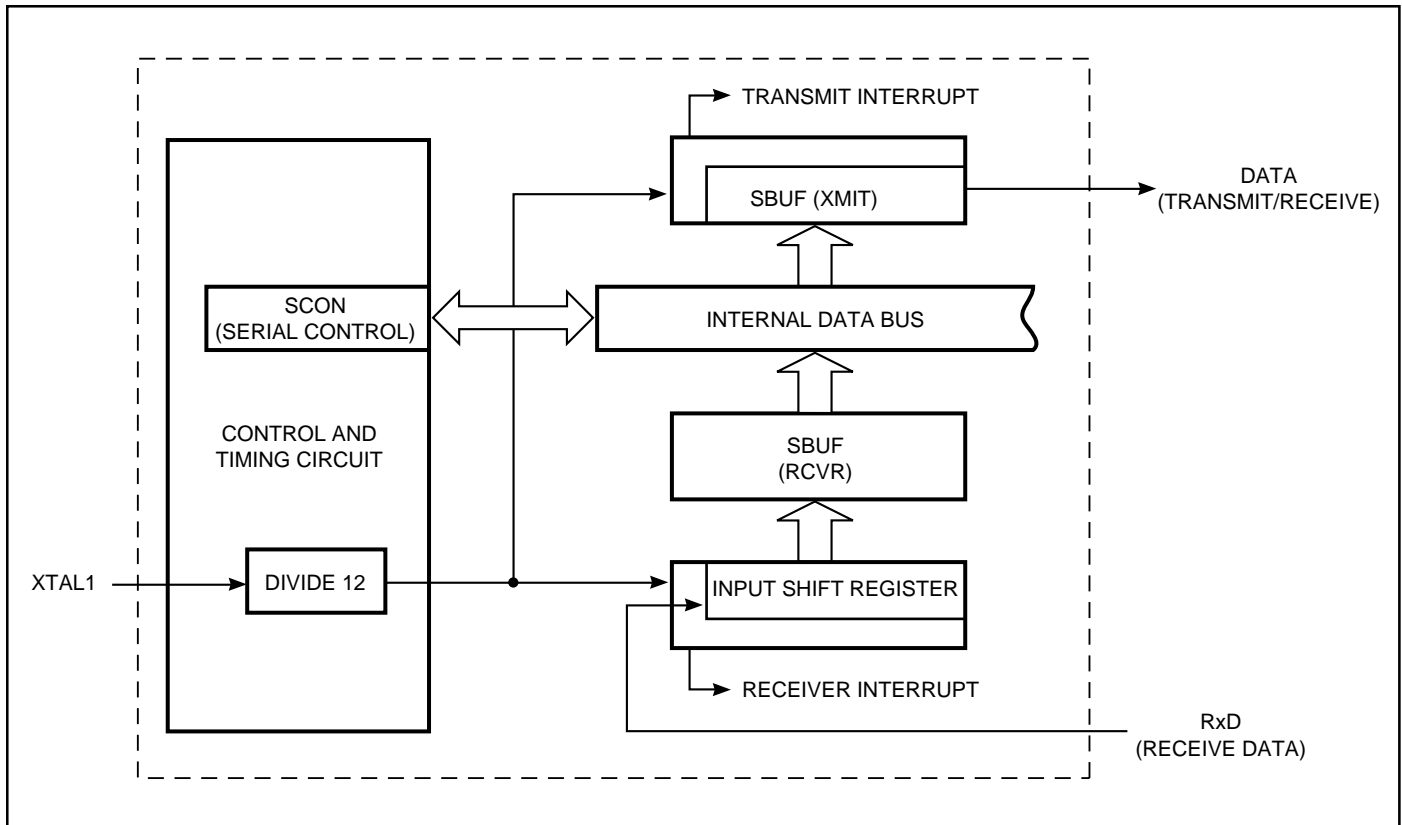 TRANSMIT INTERRUPT
SBUF (XMIT)
DATA
(TRANSMIT/RECEIVE)
SCON
(SERIAL CONTROL)
INTERNAL DATA BUS
CONTROL AND
TIMING CIRCUIT
SBUF
(RCVR)
XTAL1
DIVIDE 12
INPUT SHIFT REGISTER
RECEIVER INTERRUPT
RxD
(RECEIVE DATA)